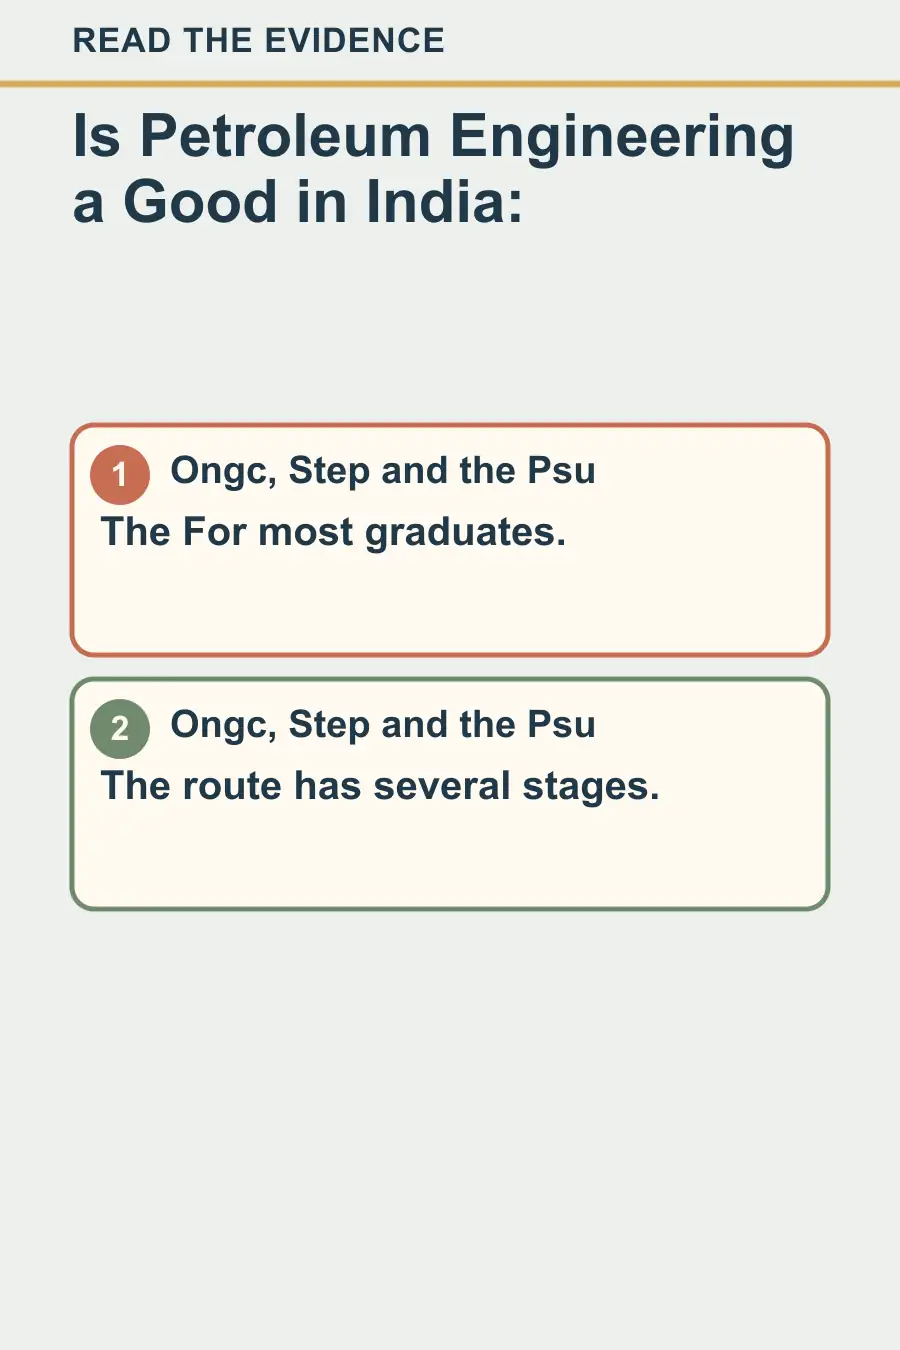 READ THE EVIDENCE
Is Petroleum Engineering
a Good in India:
1 Ongc, Step and the Psu
The For most graduates.
2 Ongc, Step and the Psu
The route has several stages.